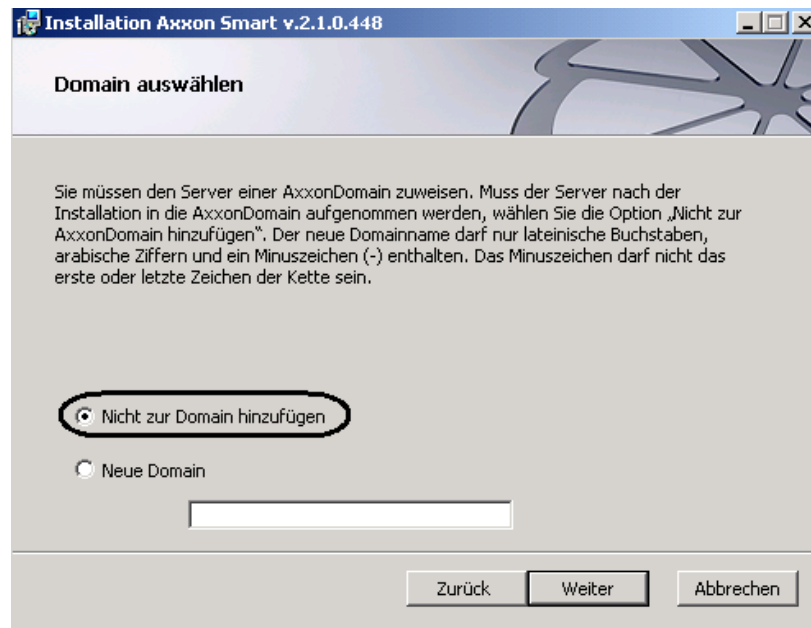 Installation Axxon Smart v.2.1.0.448
Domain auswählen
Sie müssen den Server einer AxxonDomain zuweisen. Muss der Server nach der
Installation in die AxxonDomain aufgenommen werden, wählen Sie die Option „Nicht zur
AxxonDomain hinzufügen“. Der neue Domainname darf nur lateinische Buchstaben,
arabische Ziffern und ein Minuszeichen (-) enthalten. Das Minuszeichen darf nicht das
erste oder letzte Zeichen der Kette sein.
Nicht zur Domain hinzufügen
Neue Domain
Zurück Weiter Abbrechen